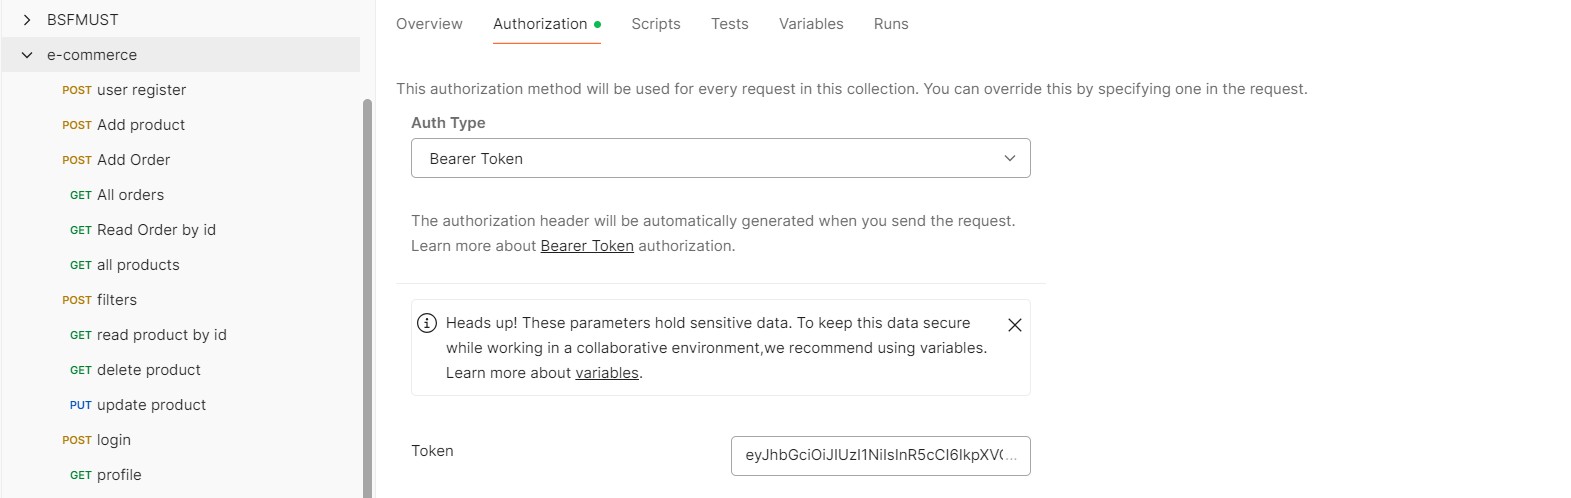 BSFMUST
e-commerce
POST user register
POST Add product
POST Add Order
GET All orders
GET Read Order by id
GET all products
POST filters
GET read product by id
GET delete product
PUT update product
POST login
GET profile
Overview Authorization Scripts Tests Variables Runs
This authorization method will be used for every request in this collection. You can override this by specifying one in the request.
Auth Type
Bearer Token
The authorization header will be automatically generated when you send the request.
Learn more about Bearer Token authorization.
Heads up! These parameters hold sensitive data. To keep this data secure
while working in a collaborative environment,we recommend using variables.
Learn more about variables.
Token eyJhbGciOiJIUzI1NiIsInR5cCI6IkpXVC...